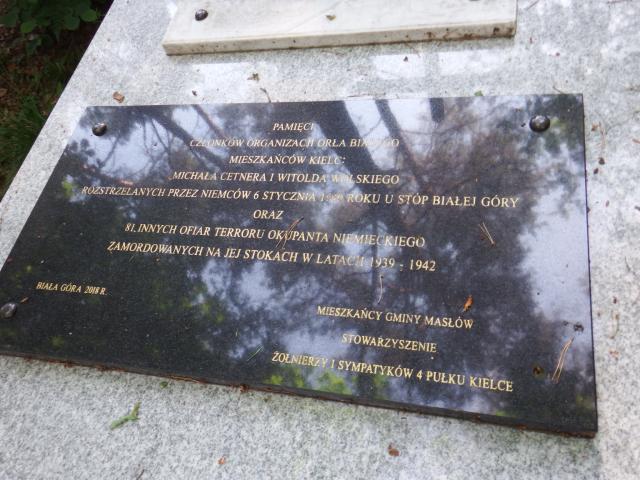 PAMIĘCI
CZŁONKÓW ORGANIZACJI ORŁA BIAŁEGO
MIESZKAŃCÓW KIELC:
MICHAŁA CETNERA I WITOLDA WOLSKIEGO
ROZSTRZELANYCH PRZEZ NIEMCÓW 6 STYCZNIA ROKU U STÓP BIAŁEJ GÓRY
ORAZ
81. INNYCH OFIAR TERRORU OKUPANTA NIEMIECKIEGO
ZAMORDOWANYCH NA JEJ STOKACH W LATACH 1939 - 1942
BIAŁA GÓRA 2018 R.
MIESZKAŃCY GMINY MASŁÓW
STOWARZYSZENIE
ŻOŁNIERZY I SYMPATYKÓW 4 PUŁKU KIELCE